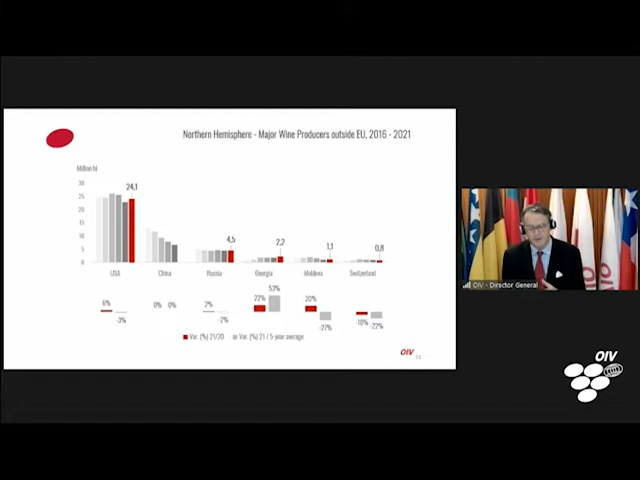 Northern Hemisphere - Major Wine Producers outside EU, 2016 - 2021
Million hl
30
25
20
15
10
5
0
24,1
4,5
2,2
1,1
0,8
USA
China
Russia
Georgia
Moldova
Switzerland
6%
-3%
0%
0%
2%
-2%
22%
53%
20%
-27%
-10%
-22%
Var. (%) 21/20
Var. (%) 21 / 5-year average
OIV
OIV - Director General
OIV